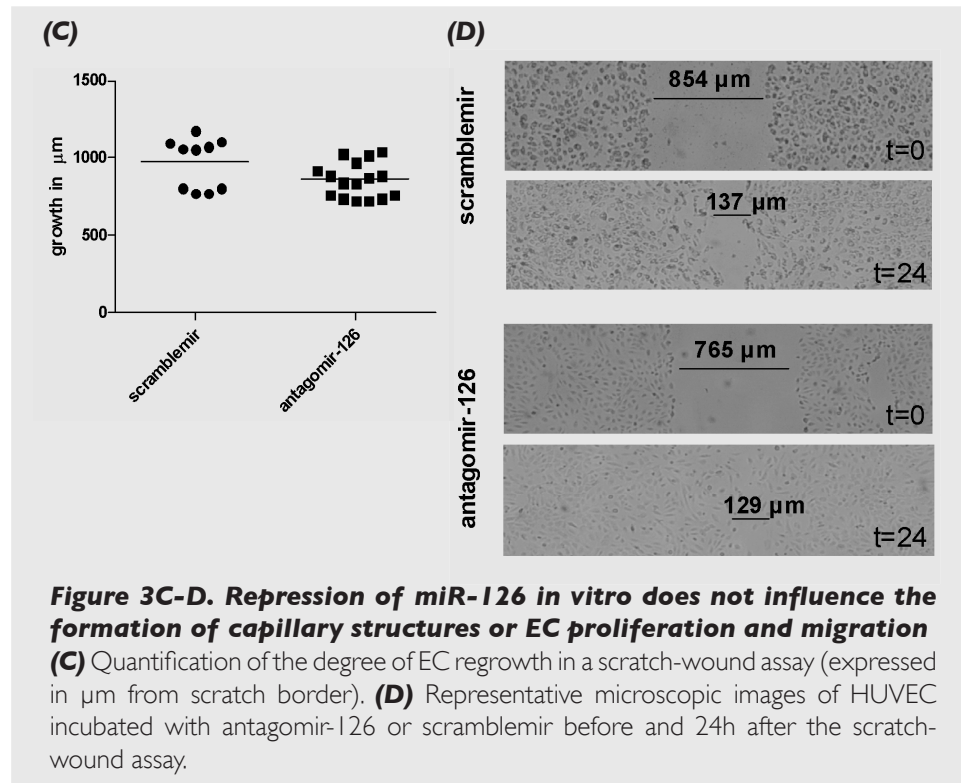 (C)
1500
1000
500
0
growth in μm
scramblemir
antagomir-126
(D)
scramblemir
854 μm
t=0
137 μm
t=24
antagomir-126
765 μm
t=0
129 μm
t=24
Figure 3C-D. Repression of miR-126 in vitro does not influence the
formation of capillary structures or EC proliferation and migration
(C) Quantification of the degree of EC regrowth in a scratch-wound assay (expressed
in μm from scratch border). (D) Representative microscopic images of HUVEC
incubated with antagomir-126 or scramblemir before and 24h after the scratch-
wound assay.